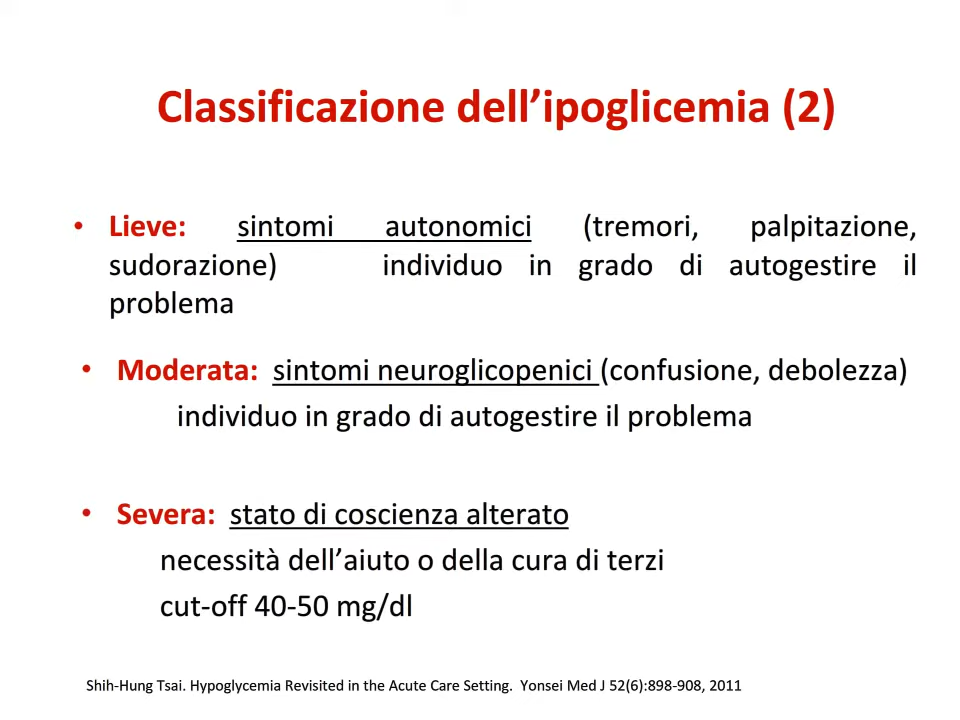 Classificazione dell’ipoglicemia (2)
• Lieve: sintomi autonomici (tremori, palpitazione,
sudorazione) individuo in grado di autogestire il
problema
• Moderata: sintomi neuroglicopenici (confusione, debolezza)
individuo in grado di autogestire il problema
• Severa: stato di coscienza alterato
necessità dell’aiuto o della cura di terzi
cut-off 40-50 mg/dl
Shih-Hung Tsai. Hypoglycemia Revisited in the Acute Care Setting. Yonsei Med J 52(6):898-908, 2011